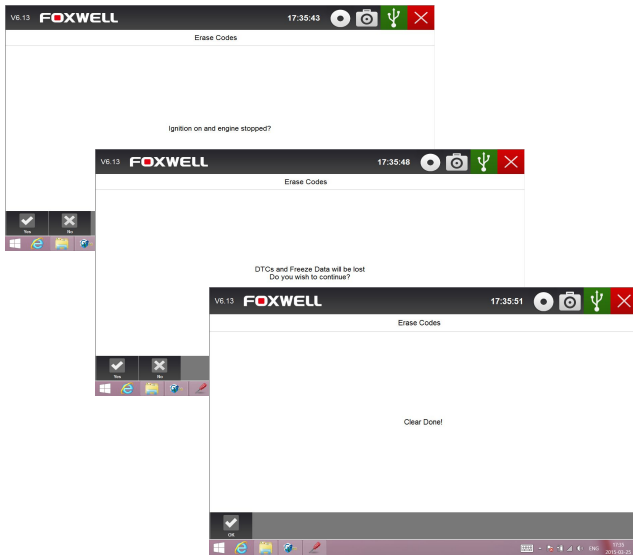 V6.13 FOXWELL 17:35:43
Erase Codes
Ignition on and engine stopped?
Yes No
V6.13 FOXWELL 17:35:48
Erase Codes
DTCs and Freeze Data will be lost
Do you wish to continue?
Yes No
V6.13 FOXWELL 17:35:51
Erase Codes
Clear Done!
OK
ENG 17:35
2015-03-25